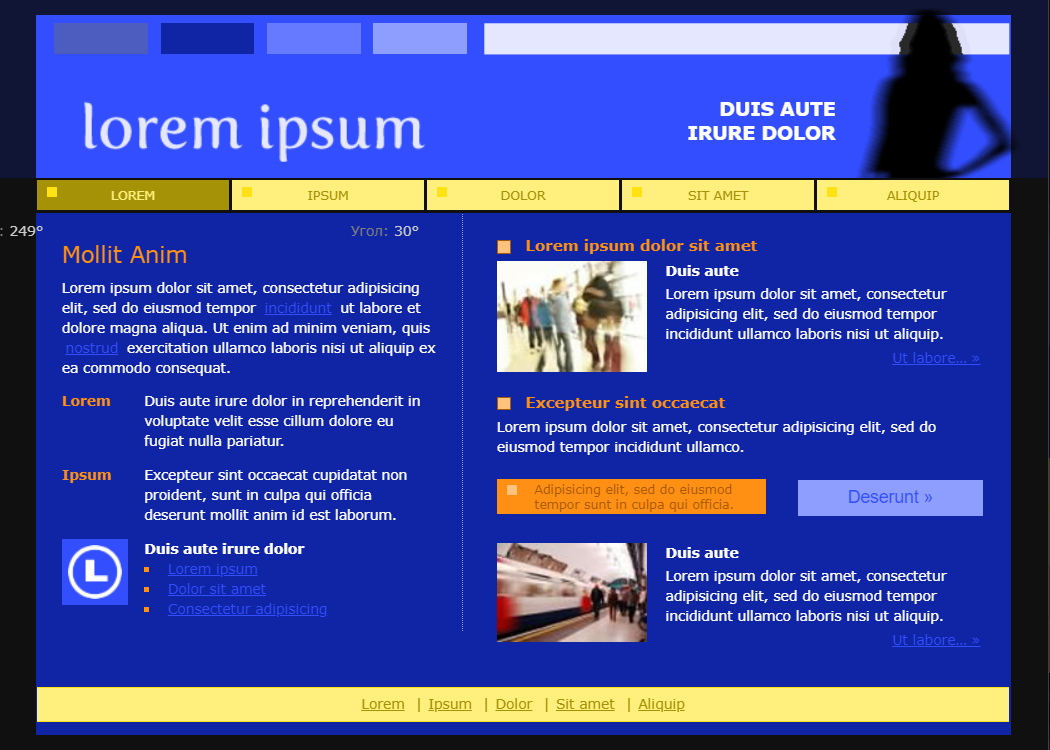 lorem ipsum
DUIS AUTE
IRURE DOLOR
LOREM
IPSUM
DOLOR
SIT AMET
ALIQUIP
: 249°
Угол: 30°
Mollit Anim
Lorem ipsum dolor sit amet, consectetur adipisicing
elit, sed do eiusmod tempor incididunt ut labore et
dolore magna aliqua. Ut enim ad minim veniam, quis
nostrud exercitation ullamco laboris nisi ut aliquip ex
ea commodo consequat.
Lorem
Duis aute irure dolor in reprehenderit in
voluptate velit esse cillum dolore eu
fugiat nulla pariatur.
Ipsum
Excepteur sint occaecat cupidatat non
proident, sunt in culpa qui officia
deserunt mollit anim id est laborum.
L
Duis aute irure dolor
Lorem ipsum
Dolor sit amet
Consectetur adipisicing
Lorem ipsum dolor sit amet
Duis aute
Lorem ipsum dolor sit amet, consectetur
adipisicing elit, sed do eiusmod tempor
incididunt ullamco laboris nisi ut aliquip.
Ut labore... »
Excepteur sint occaecat
Lorem ipsum dolor sit amet, consectetur adipisicing elit, sed do
eiusmod tempor incididunt ullamco.
Adipisicing elit, sed do eiusmod
tempor sunt in culpa qui officia.
Deserunt »
Duis aute
Lorem ipsum dolor sit amet, consectetur
adipisicing elit, sed do eiusmod tempor
incididunt ullamco laboris nisi ut aliquip.
Ut labore... »
Lorem | Ipsum | Dolor | Sit amet | Aliquip